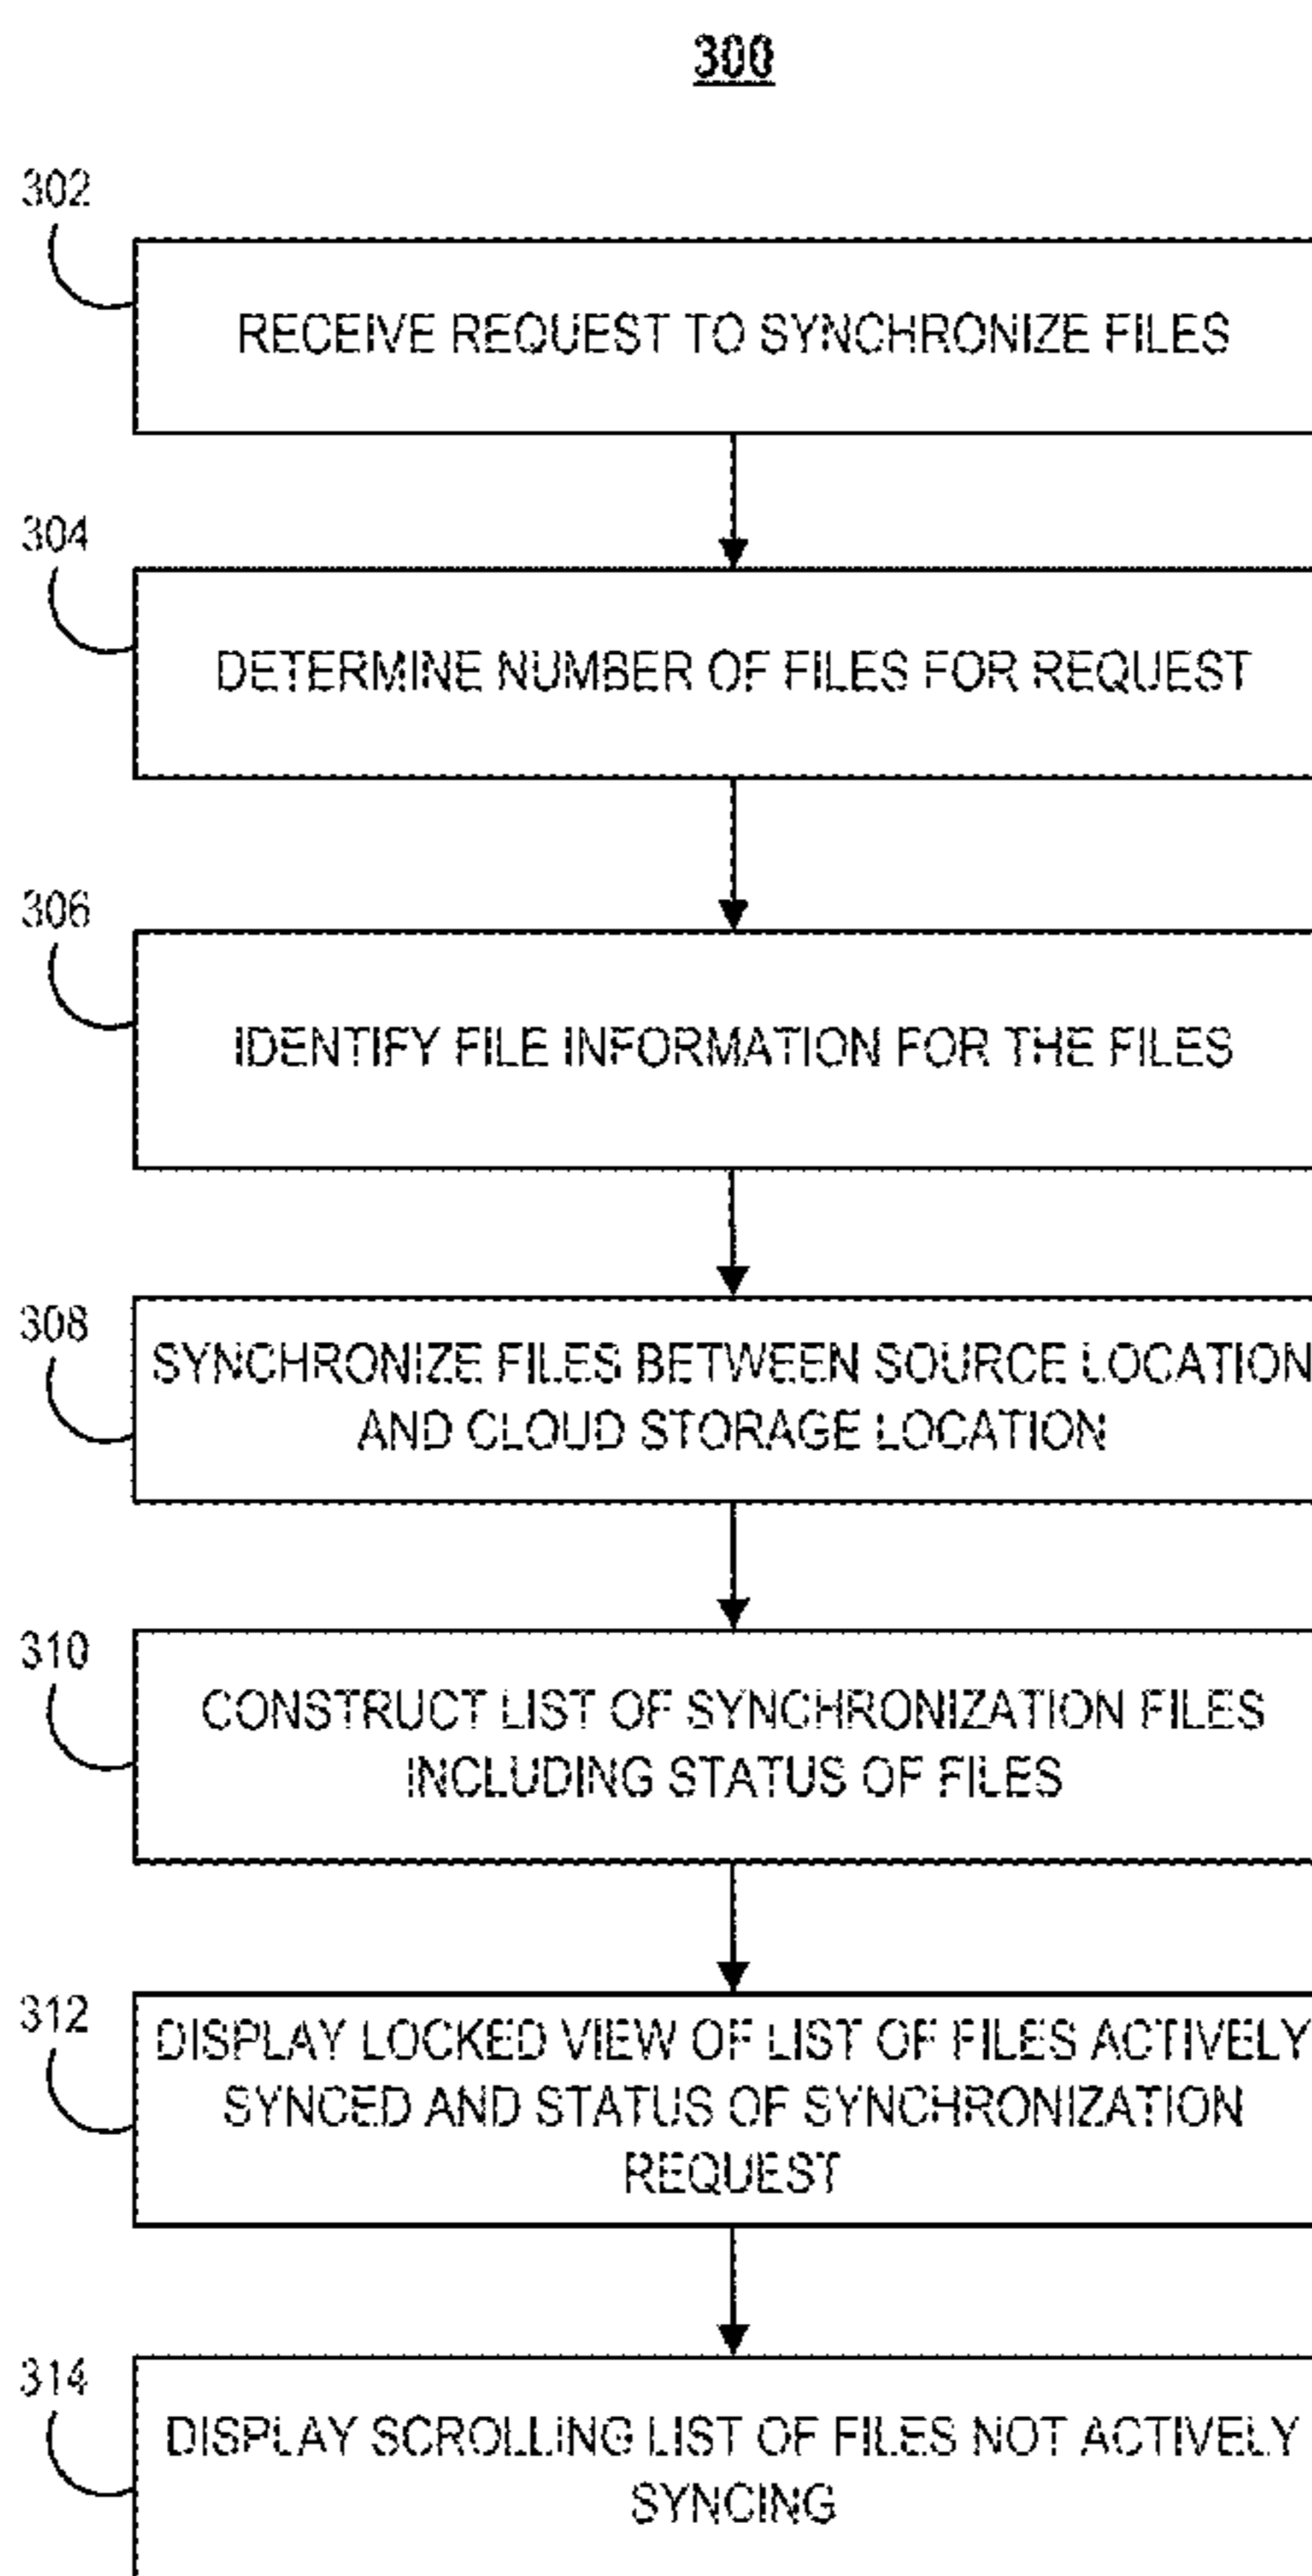 300
302
RECEIVE REQUEST TO SYNCHRONIZE FILES
304
DETERMINE NUMBER OF FILES FOR REQUEST
306
IDENTIFY FILE INFORMATION FOR THE FILES
308
SYNCHRONIZE FILES BETWEEN SOURCE LOCATION
AND CLOUD STORAGE LOCATION
310
CONSTRUCT LIST OF SYNCHRONIZATION FILES
INCLUDING STATUS OF FILES
312
DISPLAY LOCKED VIEW OF LIST OF FILES ACTIVELY
SYNCED AND STATUS OF SYNCHRONIZATION
REQUEST
314
DISPLAY SCROLLING LIST OF FILES NOT ACTIVELY
SYNCING